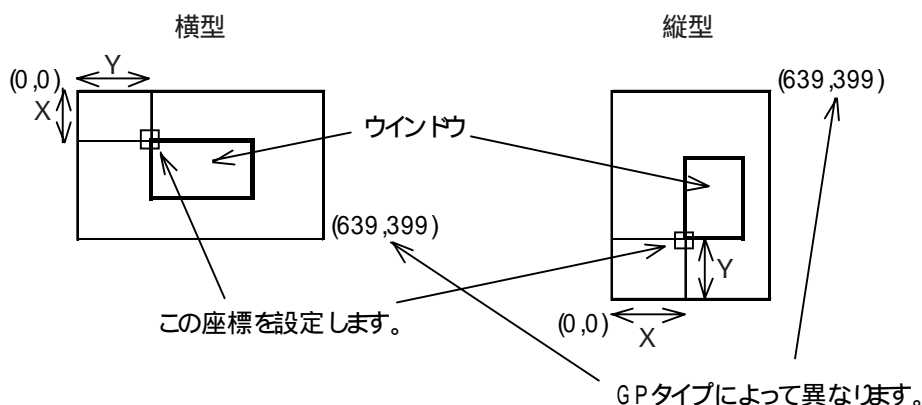 横型
縦型
Y
(0,0)
(639,399)
X
ウインドウ
(639,399)
Y
この座標を設定します。
(0,0)
X
GPタイプによって異なります。